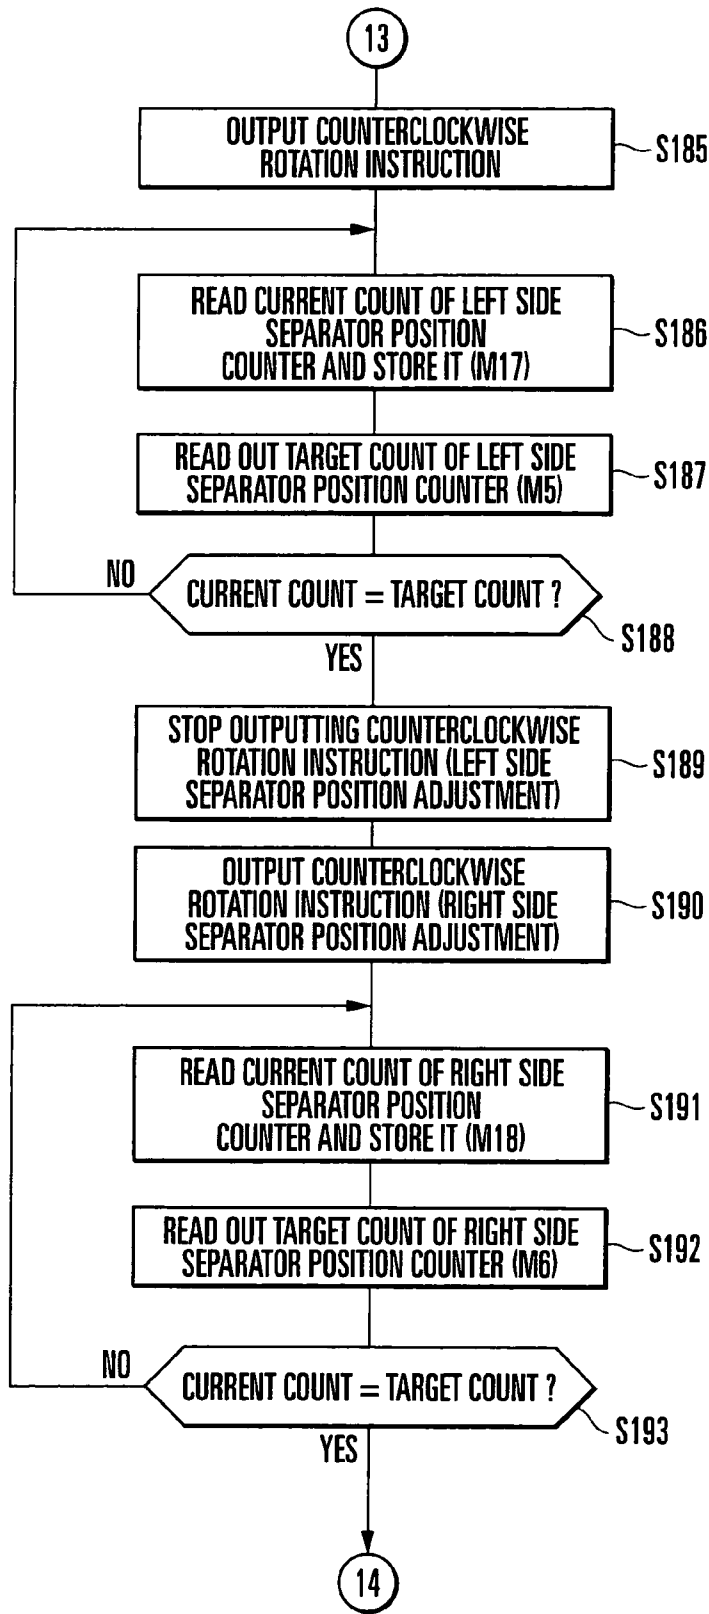 13
OUTPUT COUNTERCLOCKWISE
ROTATION INSTRUCTION
S185
READ CURRENT COUNT OF LEFT SIDE
SEPARATOR POSITION
COUNTER AND STORE IT (M17)
S186
READ OUT TARGET COUNT OF LEFT SIDE
SEPARATOR POSITION COUNTER (M5)
S187
NO
CURRENT COUNT = TARGET COUNT ?
S188
YES
STOP OUTPUTTING COUNTERCLOCKWISE
ROTATION INSTRUCTION (LEFT SIDE
SEPARATOR POSITION ADJUSTMENT)
S189
OUTPUT COUNTERCLOCKWISE
ROTATION INSTRUCTION (RIGHT SIDE
SEPARATOR POSITION ADJUSTMENT)
S190
READ CURRENT COUNT OF RIGHT SIDE
SEPARATOR POSITION
COUNTER AND STORE IT (M18)
S191
READ OUT TARGET COUNT OF RIGHT SIDE
SEPARATOR POSITION COUNTER (M6)
S192
NO
CURRENT COUNT = TARGET COUNT ?
S193
YES
14